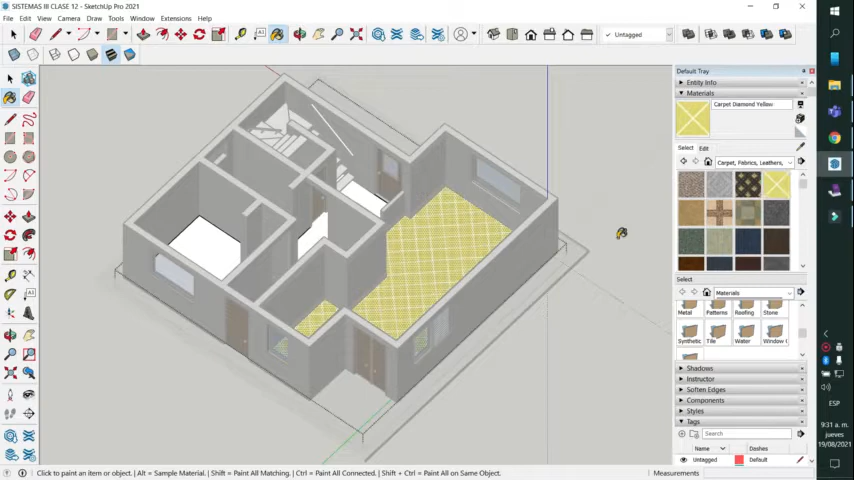 SISTEMAS III CLASE 12 - SketchUp Pro 2021
File Edit View Camera Draw Tools Window Extensions Help
Untagged
Default Tray
Entity Info
Materials
Carpet Diamond Yellow
Select Edit
Carpet, Fabrics, Leathers,
Select
Materials
Metal Patterns Roofing Stone
Synthetic Tile Water Window
Shadows
Instructor
Soften Edges
Components
Styles
Tags
Search
Name Dashes
Untagged Default
Click to paint an item or object. | Alt = Sample Material. | Shift = Paint All Matching. | Ctrl = Paint All Connected. | Shift + Ctrl = Paint All on Same Object.
Measurements
ESP
9:31 a. m.
jueves
19/08/2021